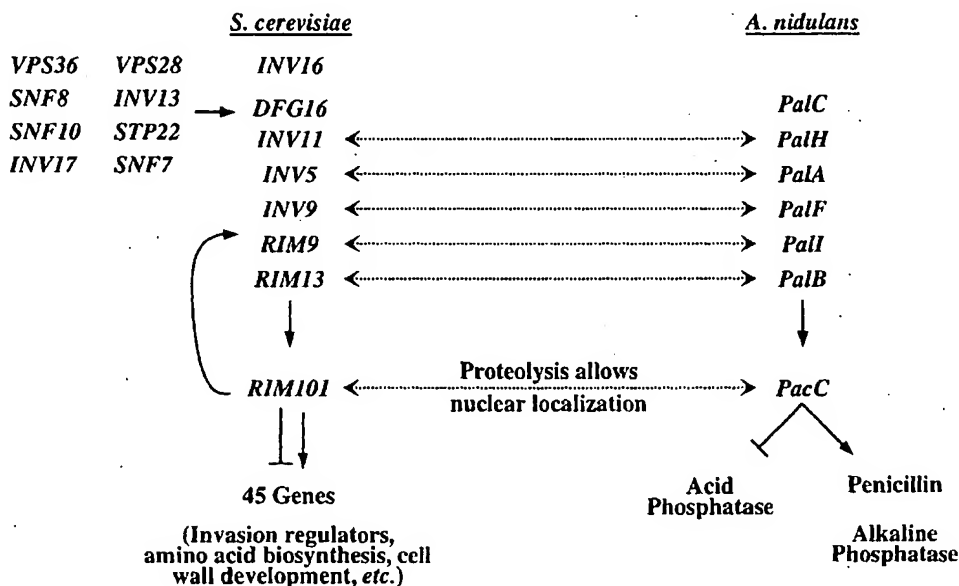 S. cerevisiae
A. nidulans
VPS36 VPS28 INV16
SNF8 INV13 DFG16 PalC
SNF10 STP22 INV11 PalH
INV17 SNF7 INV5 PalA
INV9 PalF
RIM9 PalI
RIM13 PalB
RIM101 Proteolysis allows PacC
nuclear localization
45 Genes
Acid
Phosphatase
Penicillin
(Invasion regulators,
amino acid biosynthesis, cell
wall development, etc.)
Alkaline
Phosphatase